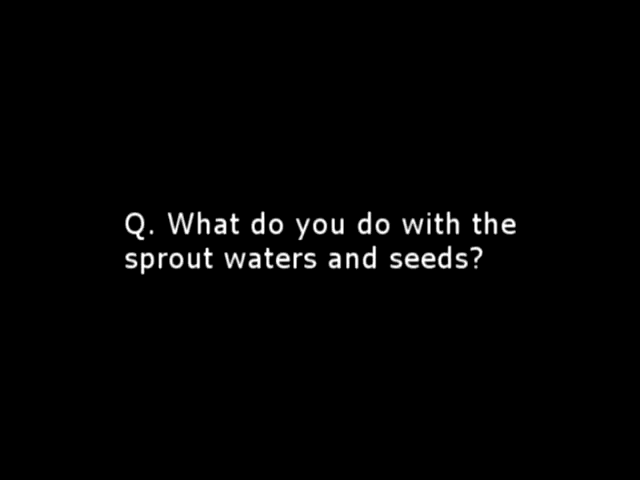 Q. What do you do with the
sprout waters and seeds?